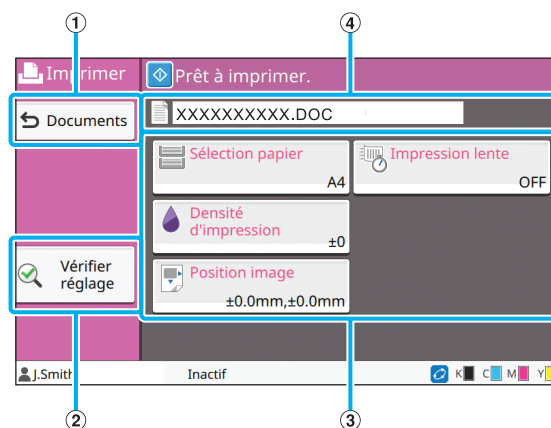 ① ④
Imprimer Prêt à imprimer.
Documents XXXXXXXXXX.DOC
Sélection papier
A4
Impression lente
OFF
Densité
d'impression
±0
Vérifier
réglage
Position image
±0.0mm,±0.0mm
J.Smith Inactif K C M Y
② ③